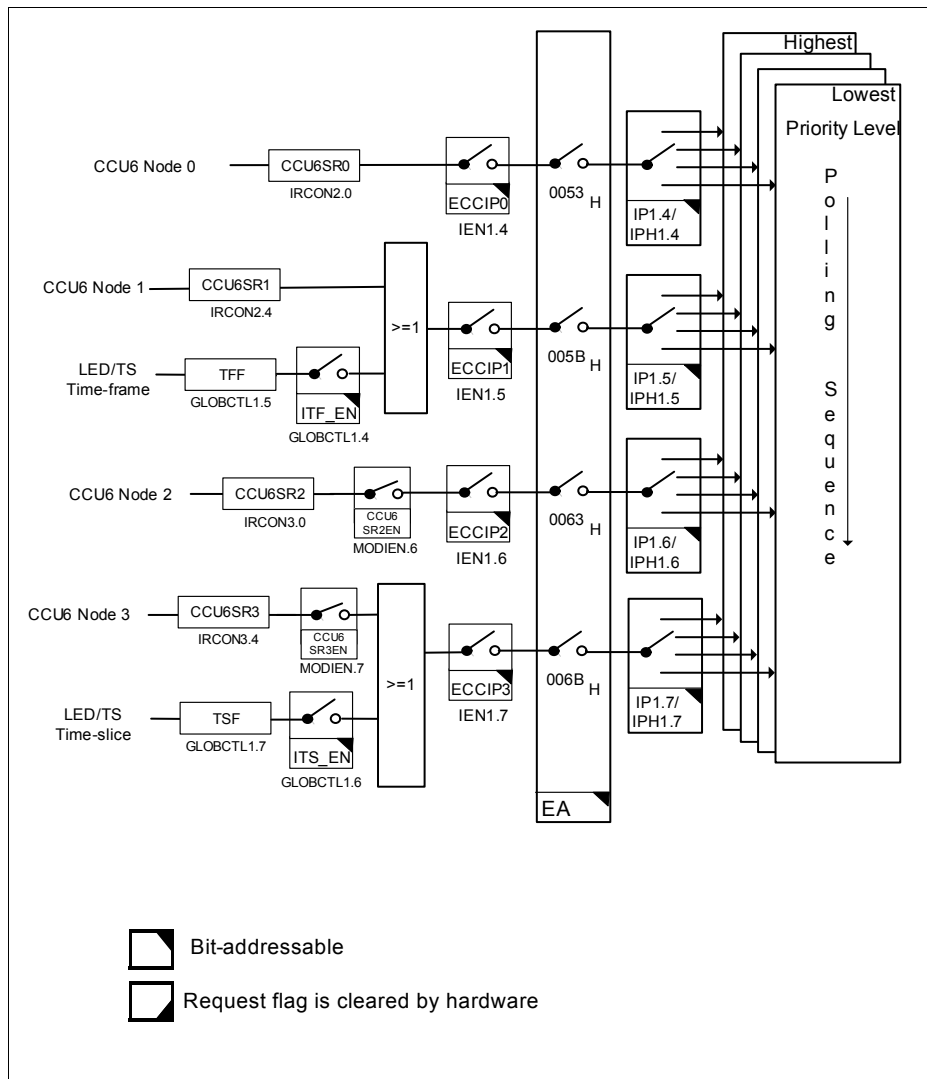 Highest
Lowest
Priority Level
Polling Sequence
CCU6 Node 0
CCU6SR0
IRCON2.0
ECCIP0
IEN1.4
0053 H
IP1.4/
IPH1.4
CCU6 Node 1
CCU6SR1
IRCON2.4
>=1
LED/TS
Time-frame
TFF
GLOBCTL1.5
ITF_EN
GLOBCTL1.4
ECCIP1
IEN1.5
005B H
IP1.5/
IPH1.5
CCU6 Node 2
CCU6SR2
IRCON3.0
CCU6
SR2EN
MODIEN.6
ECCIP2
IEN1.6
0063 H
IP1.6/
IPH1.6
CCU6 Node 3
CCU6SR3
IRCON3.4
CCU6
SR3EN
MODIEN.7
>=1
LED/TS
Time-slice
TSF
GLOBCTL1.7
ITS_EN
GLOBCTL1.6
ECCIP3
IEN1.7
006B H
IP1.7/
IPH1.7
EA
Bit-addressable
Request flag is cleared by hardware